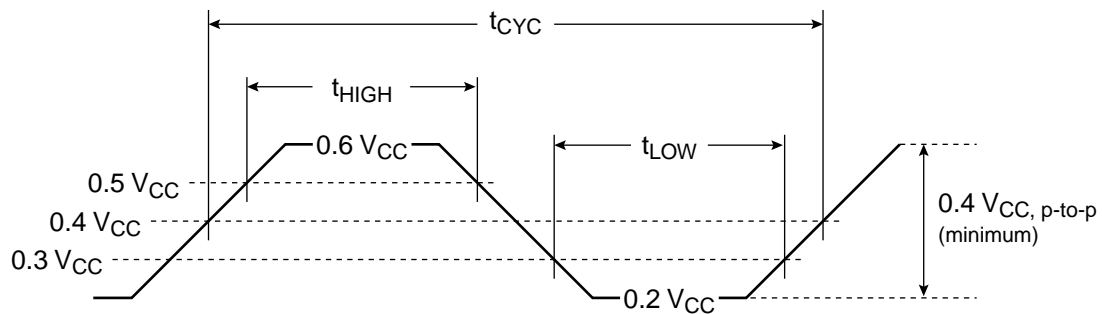 tCYC
tHIGH
0.6 VCC
tLOW
0.5 VCC
0.4 VCC
0.4 VCC, p-to-p
(minimum)
0.3 VCC
0.2 VCC